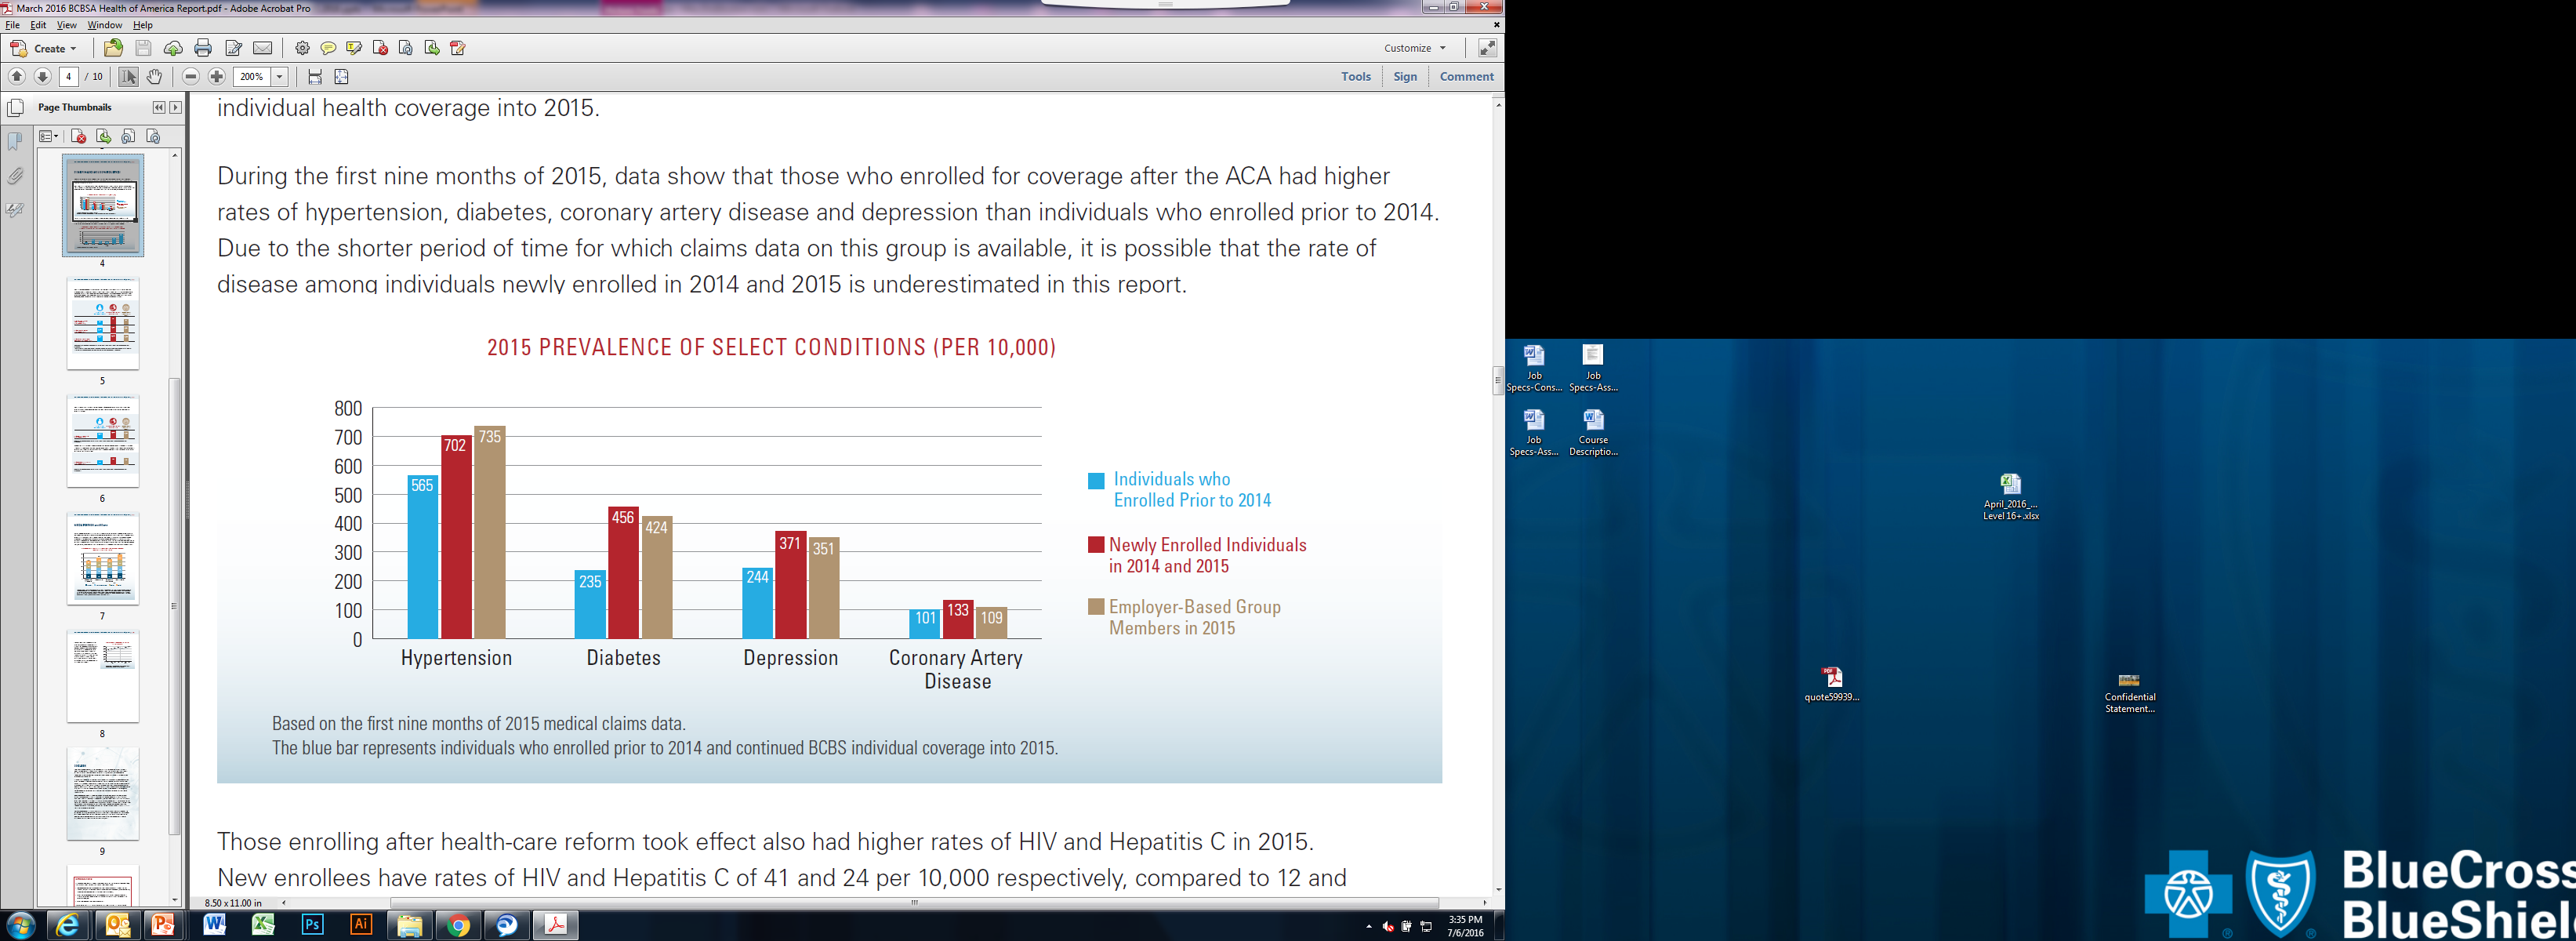 March 2016 BCBSA Health of America Report.pdf - Adobe Acrobat Pro
File Edit View Window Help
Create
Customize
4 / 10
200%
Tools Sign Comment
Page Thumbnails
4
5
6
7
8
9
individual health coverage into 2015.
During the first nine months of 2015, data show that those who enrolled for coverage after the ACA had higher
rates of hypertension, diabetes, coronary artery disease and depression than individuals who enrolled prior to 2014.
Due to the shorter period of time for which claims data on this group is available, it is possible that the rate of
disease among individuals newly enrolled in 2014 and 2015 is underestimated in this report.
2015 PREVALENCE OF SELECT CONDITIONS (PER 10,000)
800
700
600
500
400
300
200
100
0
565
702
735
235
456
424
244
371
351
101
133
109
Hypertension
Diabetes
Depression
Coronary Artery
Disease
Individuals who
Enrolled Prior to 2014
Newly Enrolled Individuals
in 2014 and 2015
Employer-Based Group
Members in 2015
Based on the first nine months of 2015 medical claims data.
The blue bar represents individuals who enrolled prior to 2014 and continued BCBS individual coverage into 2015.
Those enrolling after health-care reform took effect also had higher rates of HIV and Hepatitis C in 2015.
New enrollees have rates of HIV and Hepatitis C of 41 and 24 per 10,000 respectively, compared to 12 and
8.50 x 11.00 in
Ps
Ai
3:35 PM
7/6/2016
Job
Specs-Cons...
Job
Specs-Ass...
Job
Specs-Ass...
Course
Descriptio...
April_2016_...
Level 16+.xlsx
PDF
quote59939...
Confidential
Statement...
BlueCross
BlueShiel